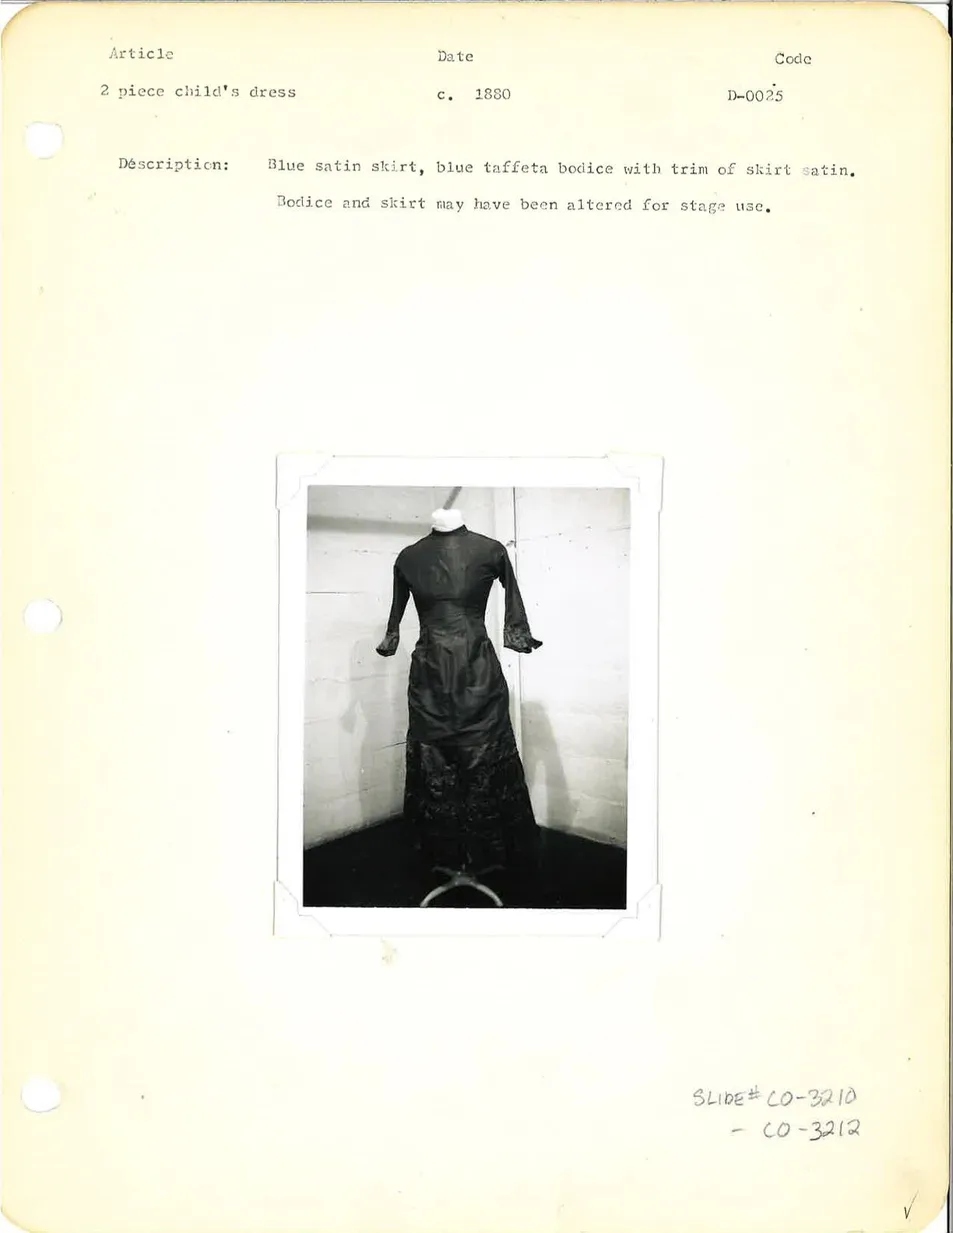 Article Date Code
2 piece child's dress c. 1880 D-0025
Déscription: Blue satin skirt, blue taffeta bodice with trim of skirt satin.
Bodice and skirt may have been altered for stage use.
SLIDE# CO-3210
- CO-3212